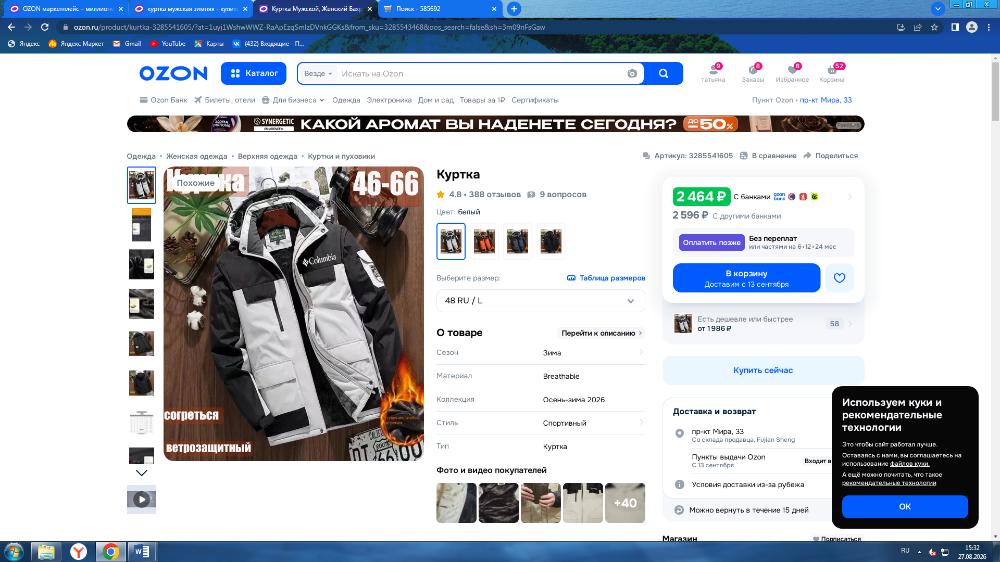 OZON маркетплейс – миллионы
куртка мужская зимняя - купить
Куртка Мужской, Женский Бахр
Поиск - 585692
ozon.ru/product/kurtka-3285541605/?at=1uyj1WshwWWZ-RaApEzqSmIzDVnkGGKs&from_sku=3285543468&oos_search=false&sh=3m09nFsGaw
Яндекс
Яндекс Маркет
Gmail
YouTube
Карты
(432) Входящие - П...
OZON
Каталог
Везде
Искать на Ozon
9
татьяна
8
Заказы
8
Избранное
52
Корзина
Ozon Банк
Билеты, отели
Для бизнеса
Одежда
Электроника
Дом и сад
Товары за 1₽
Сертификаты
Пункт Ozon • пр-кт Мира, 33
AROMA EMOTIONS
SYNERGETIC
ВЫБРАТЬ
КАКОЙ АРОМАТ ВЫ НАДЕНЕТЕ СЕГОДНЯ?
ДО -50%
Реклама
Одежда • Женская одежда • Верхняя одежда • Куртки и пуховики
Артикул: 3285541605
В сравнение
Поделиться
Куртка
Похожие
46-66
Outdoor sport
Columbia
согреться
ветрозащитный
ROUTE
66
Куртка
4.8 • 388 отзывов
9 вопросов
Цвет: белый
Выберите размер:
Таблица размеров
48 RU / L
О товаре
Перейти к описанию
Сезон
Зима
Материал
Breathable
Коллекция
Осень-зима 2026
Стиль
Спортивный
Тип
Куртка
Фото и видео покупателей
+40
2 464 ₽
С банками
ozon банк
2 596 ₽
С другими банками
Оплатить позже
Без переплат
или частями на 6 • 12 • 24 мес
В корзину
Доставим с 13 сентября
Есть дешевле или быстрее
от 1 986 ₽
58
Купить сейчас
Доставка и возврат
пр-кт Мира, 33
Со склада продавца, Fujian Sheng
Пункты выдачи Ozon
С 13 сентября
Входит в
Условия доставки из-за рубежа
Можно вернуть в течение 15 дней
Магазин
Подписаться
Используем куки и
рекомендательные
технологии
Это чтобы сайт работал лучше.
Оставаясь с нами, вы соглашаетесь на
использование файлов куки.
А ещё можно почитать, что такое
рекомендательные технологии
ОК
RU
15:32
27.08.2026